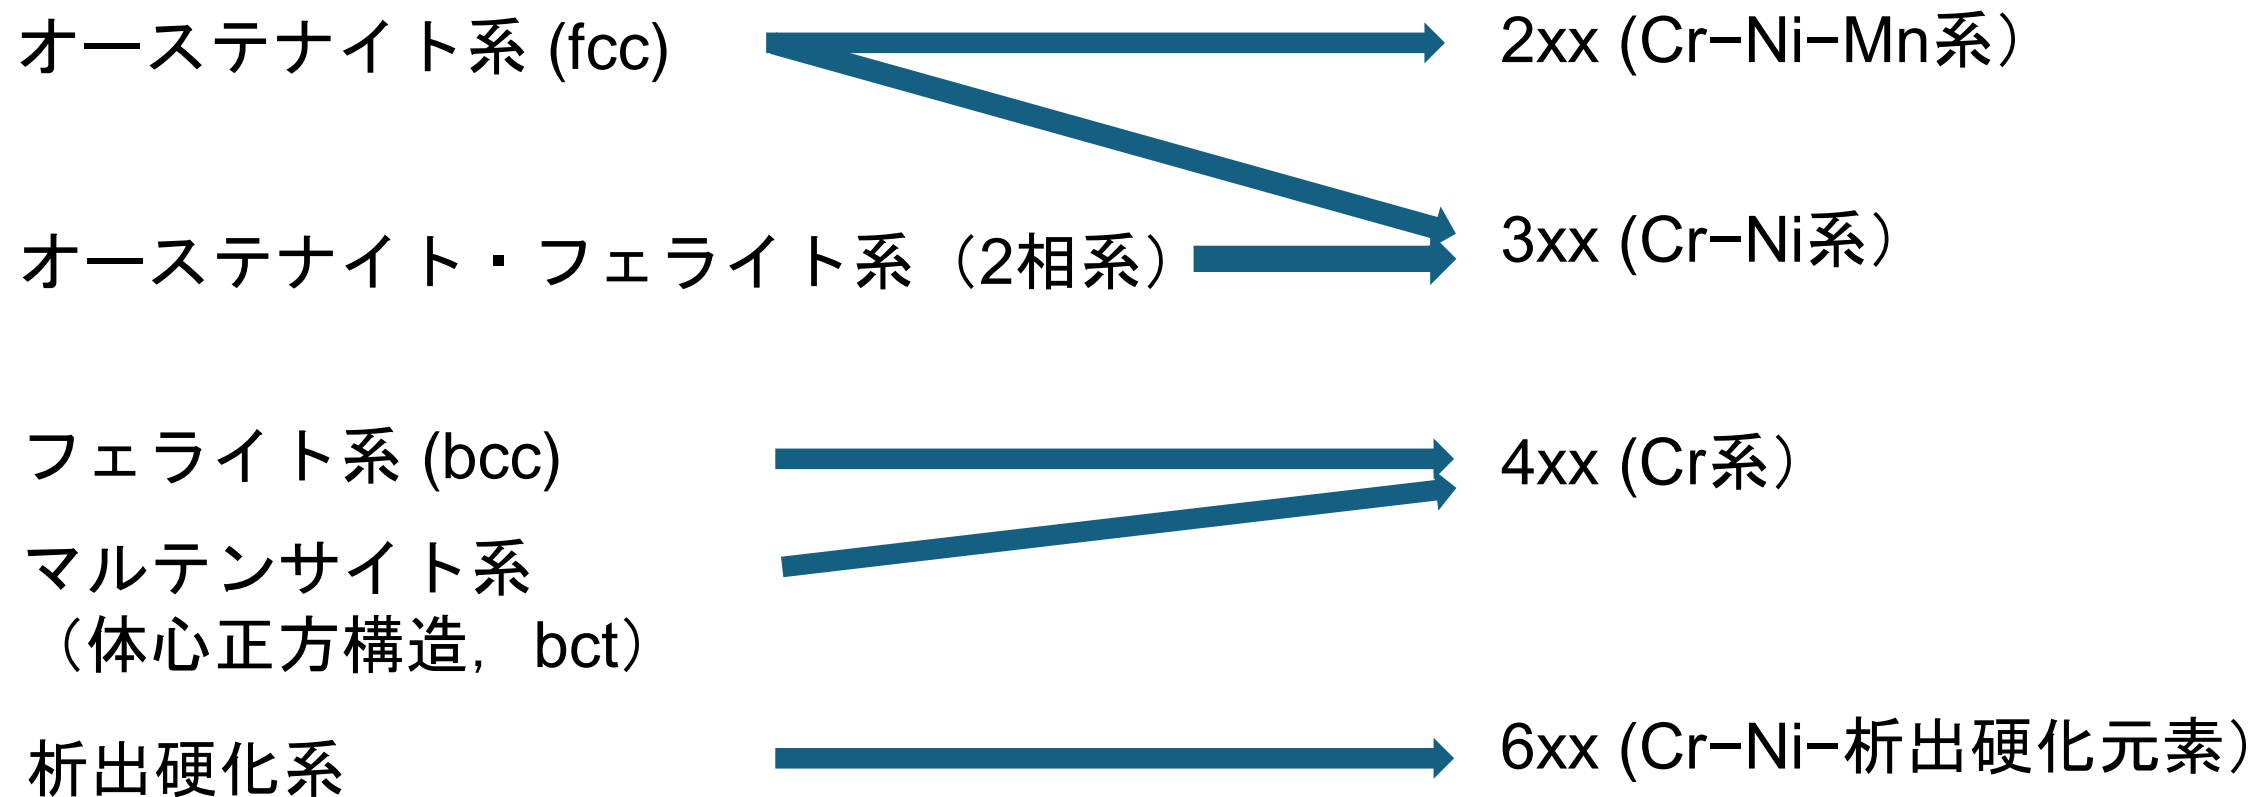 オーステナイト系 (fcc)
2xx (Cr−Ni−Mn系）
オーステナイト・フェライト系（2相系）
3xx (Cr−Ni系）
フェライト系 (bcc)
4xx (Cr系）
マルテンサイト系
（体心正方構造，bct）
析出硬化系
6xx (Cr−Ni−析出硬化元素）